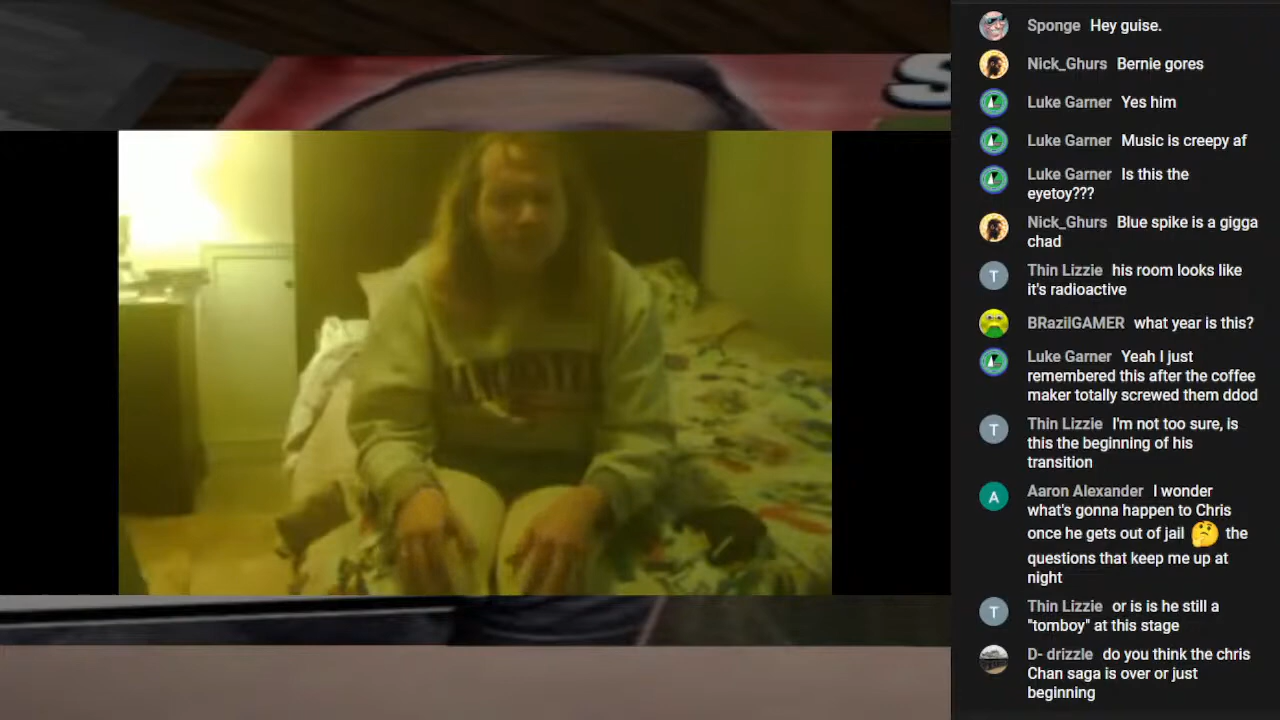 Sponge Hey guise.
Nick_Ghurs Bernie gores
Luke Garner Yes him
Luke Garner Music is creepy af
Luke Garner Is this the
eyetoy???
Nick_Ghurs Blue spike is a gigga
chad
T
Thin Lizzie his room looks like
it's radioactive
BRazilGAMER what year is this?
Luke Garner Yeah I just
remembered this after the coffee
maker totally screwed them ddod
T
Thin Lizzie I'm not too sure, is
this the beginning of his
transition
A
Aaron Alexander I wonder
what's gonna happen to Chris
once he gets out of jail 🤔 the
questions that keep me up at
night
T
Thin Lizzie or is is he still a
"tomboy" at this stage
D- drizzle do you think the chris
Chan saga is over or just
beginning